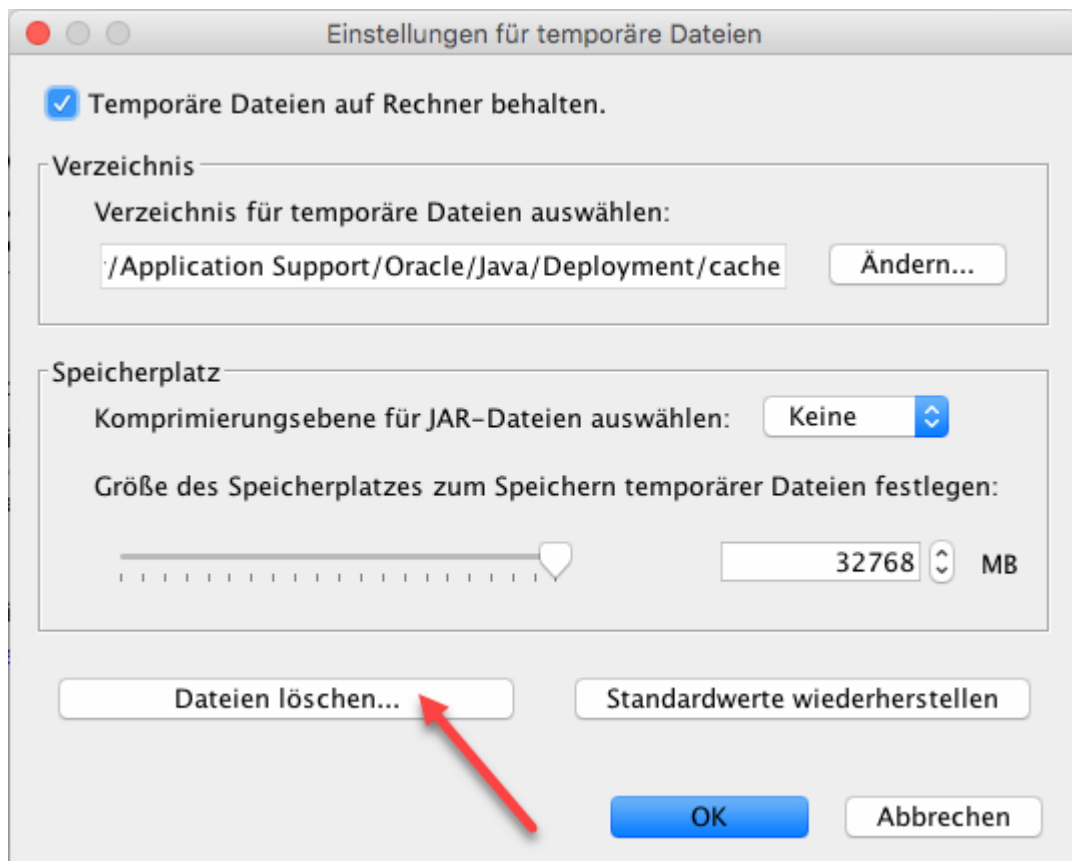 Einstellungen für temporäre Dateien
Temporäre Dateien auf Rechner behalten.
Verzeichnis
Verzeichnis für temporäre Dateien auswählen:
/Application Support/Oracle/Java/Deployment/cache
Ändern...
Speicherplatz
Komprimierungsebene für JAR-Dateien auswählen:
Keine
Größe des Speicherplatzes zum Speichern temporärer Dateien festlegen:
32768
MB
Dateien löschen...
Standardwerte wiederherstellen
OK
Abbrechen